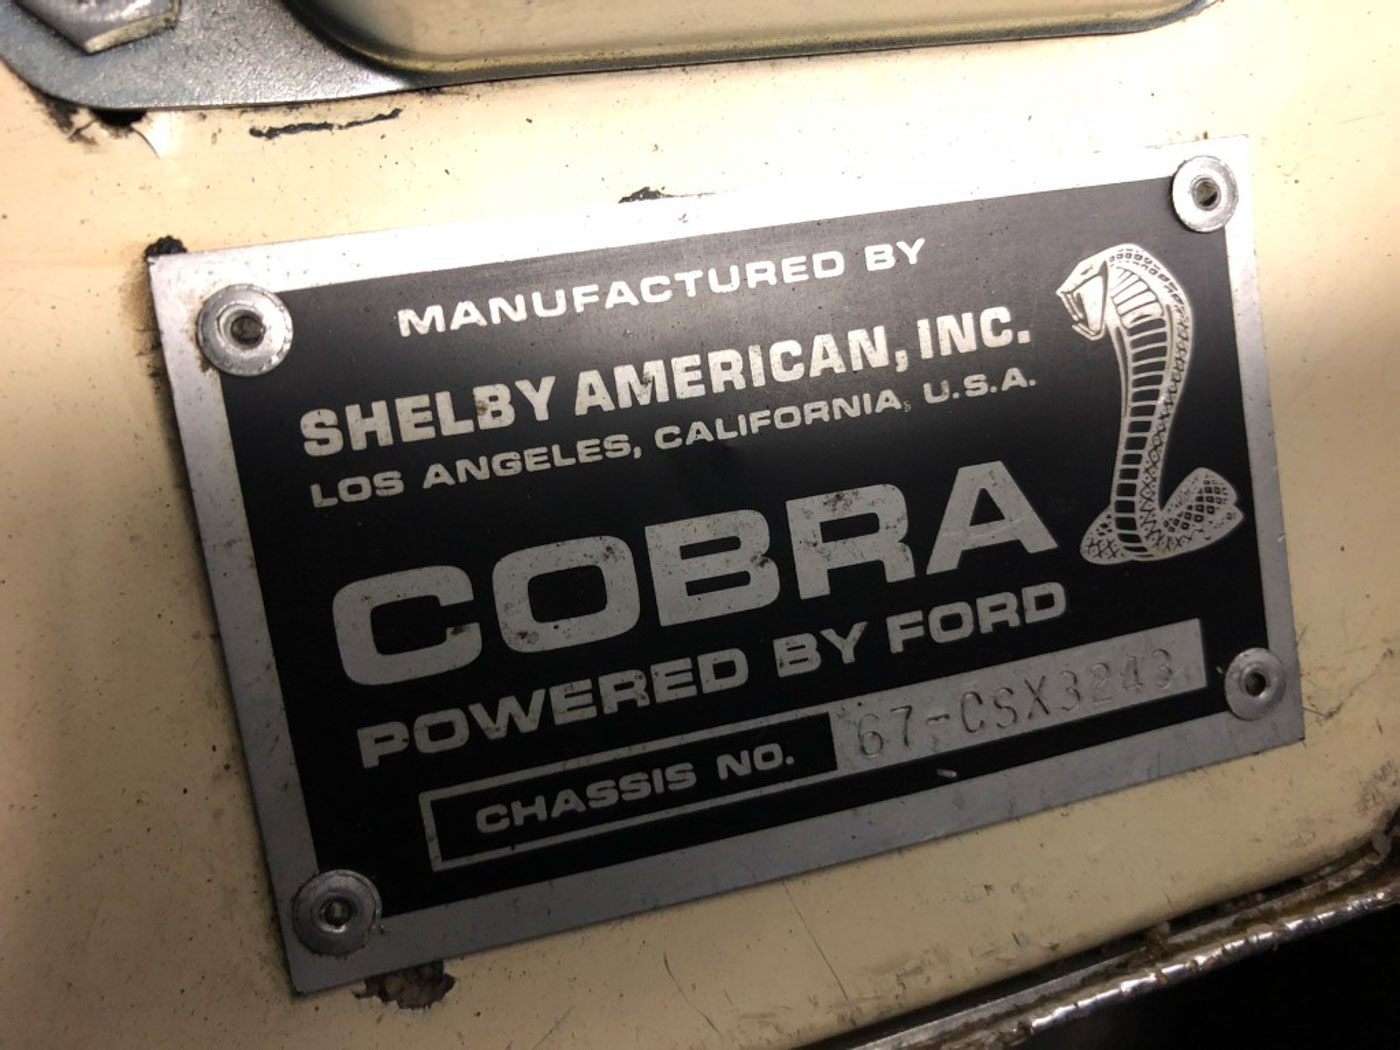 MANUFACTURED BY
SHELBY AMERICAN, INC.
LOS ANGELES, CALIFORNIA, U.S.A.
COBRA
POWERED BY FORD
CHASSIS NO. 67-CSX3243